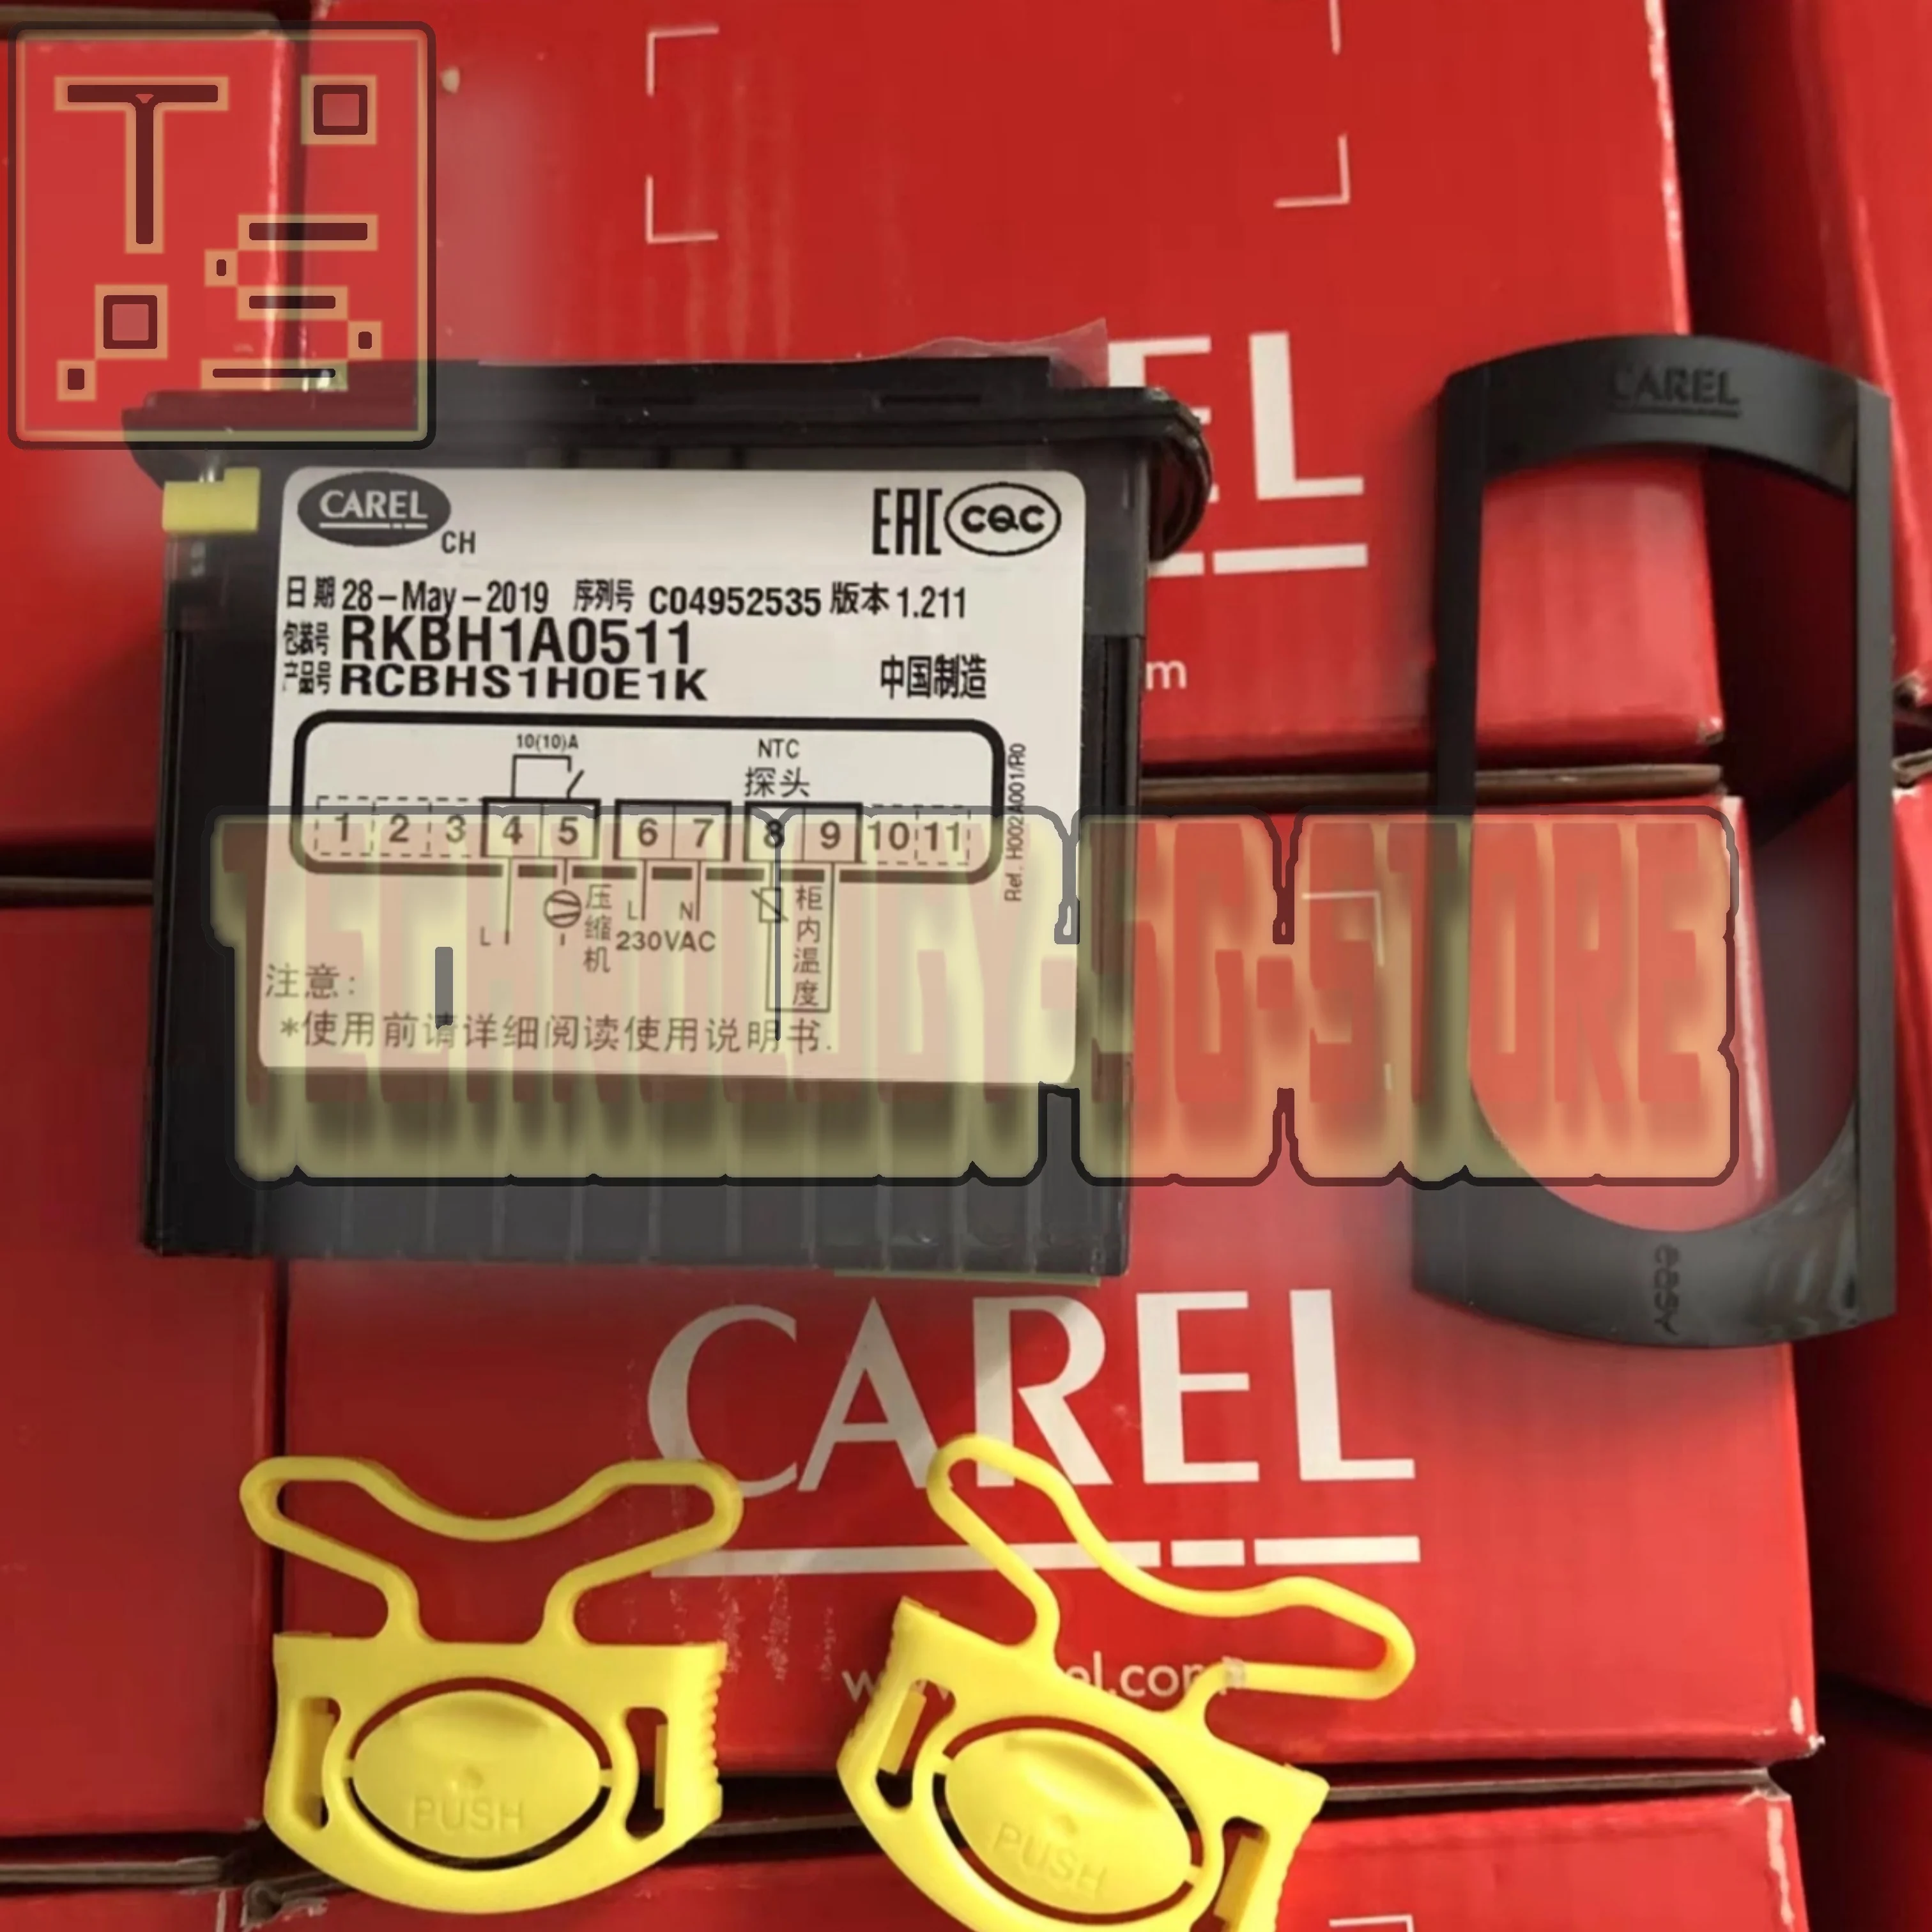 CAREL
CH
EAC CQC
日期 28-May-2019 序列号 C04952535 版本 1.211
包装号 RKBH1A0511
产品号 RCBHS1H0E1K 中国制造
10(10)A
NTC
探头
1 2 3 4 5 6 7 8 9 10 11
L 压缩机
L N
230VAC
柜内温度
Ref.:H002A001/R0
注意:
*使用前请详细阅读使用说明书.
TECHNOLOGY-SG-STORE
CAREL
easy
EL
m
CAREL
PUSH
PUSH